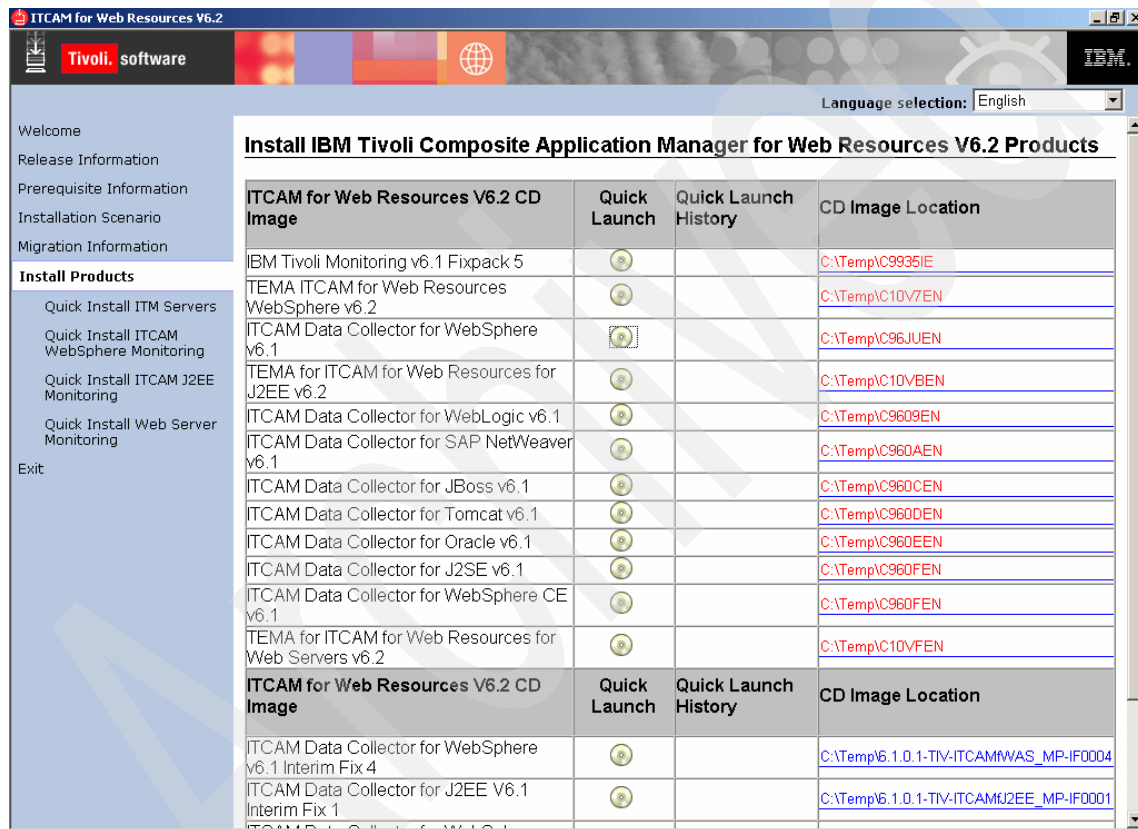 ITCAM for Web Resources V6.2
Tivoli. software
IBM.
Language selection: English
Welcome
Release Information
Prerequisite Information
Installation Scenario
Migration Information
Install Products
Quick Install ITM Servers
Quick Install ITCAM
WebSphere Monitoring
Quick Install ITCAM J2EE
Monitoring
Quick Install Web Server
Monitoring
Exit
Install IBM Tivoli Composite Application Manager for Web Resources V6.2 Products
ITCAM for Web Resources V6.2 CD
Image
Quick
Launch
Quick Launch
History
CD Image Location
IBM Tivoli Monitoring v6.1 Fixpack 5
C:\Temp\C9935IE
TEMA ITCAM for Web Resources
WebSphere v6.2
C:\Temp\C10V7EN
ITCAM Data Collector for WebSphere
v6.1
C:\Temp\C96JUEN
TEMA for ITCAM for Web Resources for
J2EE v6.2
C:\Temp\C10VBEN
ITCAM Data Collector for WebLogic v6.1
C:\Temp\C9609EN
ITCAM Data Collector for SAP NetWeaver
v6.1
C:\Temp\C960AEN
ITCAM Data Collector for JBoss v6.1
C:\Temp\C960CEN
ITCAM Data Collector for Tomcat v6.1
C:\Temp\C960DEN
ITCAM Data Collector for Oracle v6.1
C:\Temp\C960EEN
ITCAM Data Collector for J2SE v6.1
C:\Temp\C960FEN
ITCAM Data Collector for WebSphere CE
v6.1
C:\Temp\C960FEN
TEMA for ITCAM for Web Resources for
Web Servers v6.2
C:\Temp\C10VFEN
ITCAM for Web Resources V6.2 CD
Image
Quick
Launch
Quick Launch
History
CD Image Location
ITCAM Data Collector for WebSphere
v6.1 Interim Fix 4
C:\Temp\6.1.0.1-TIV-ITCAMfWAS_MP-IF0004
ITCAM Data Collector for J2EE V6.1
Interim Fix 1
C:\Temp\6.1.0.1-TIV-ITCAMfJ2EE_MP-IF0001